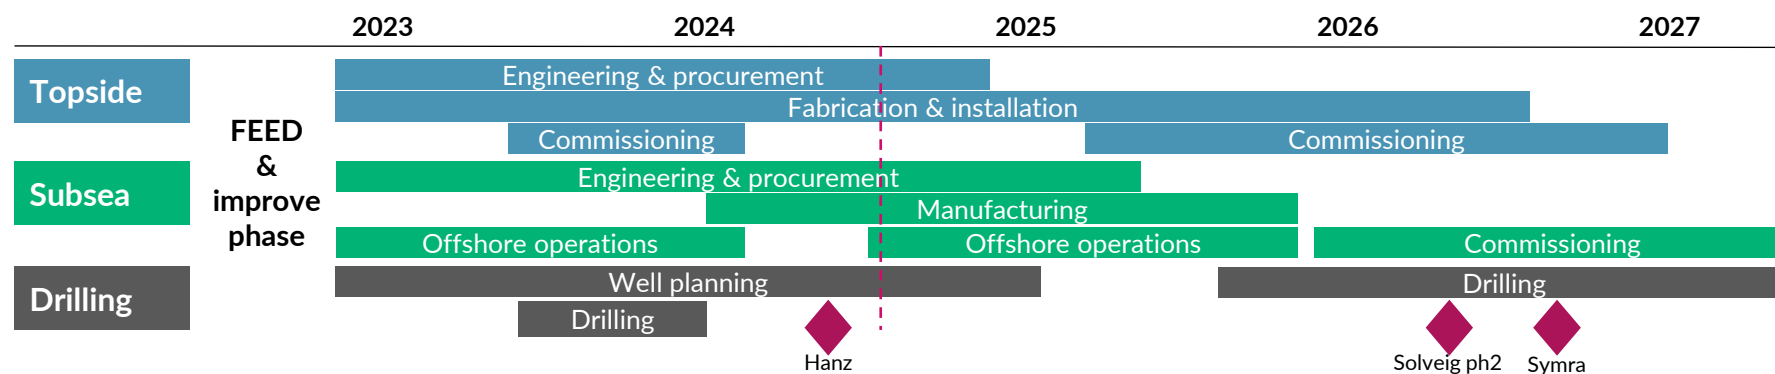 2023 2024 2025 2026 2027
Topside
Engineering & procurement
Fabrication & installation
Commissioning Commissioning
FEED
&
improve
phase
Subsea
Engineering & procurement
Manufacturing
Offshore operations Offshore operations Commissioning
Drilling
Well planning Drilling
Drilling
Hanz Solveig ph2 Symra